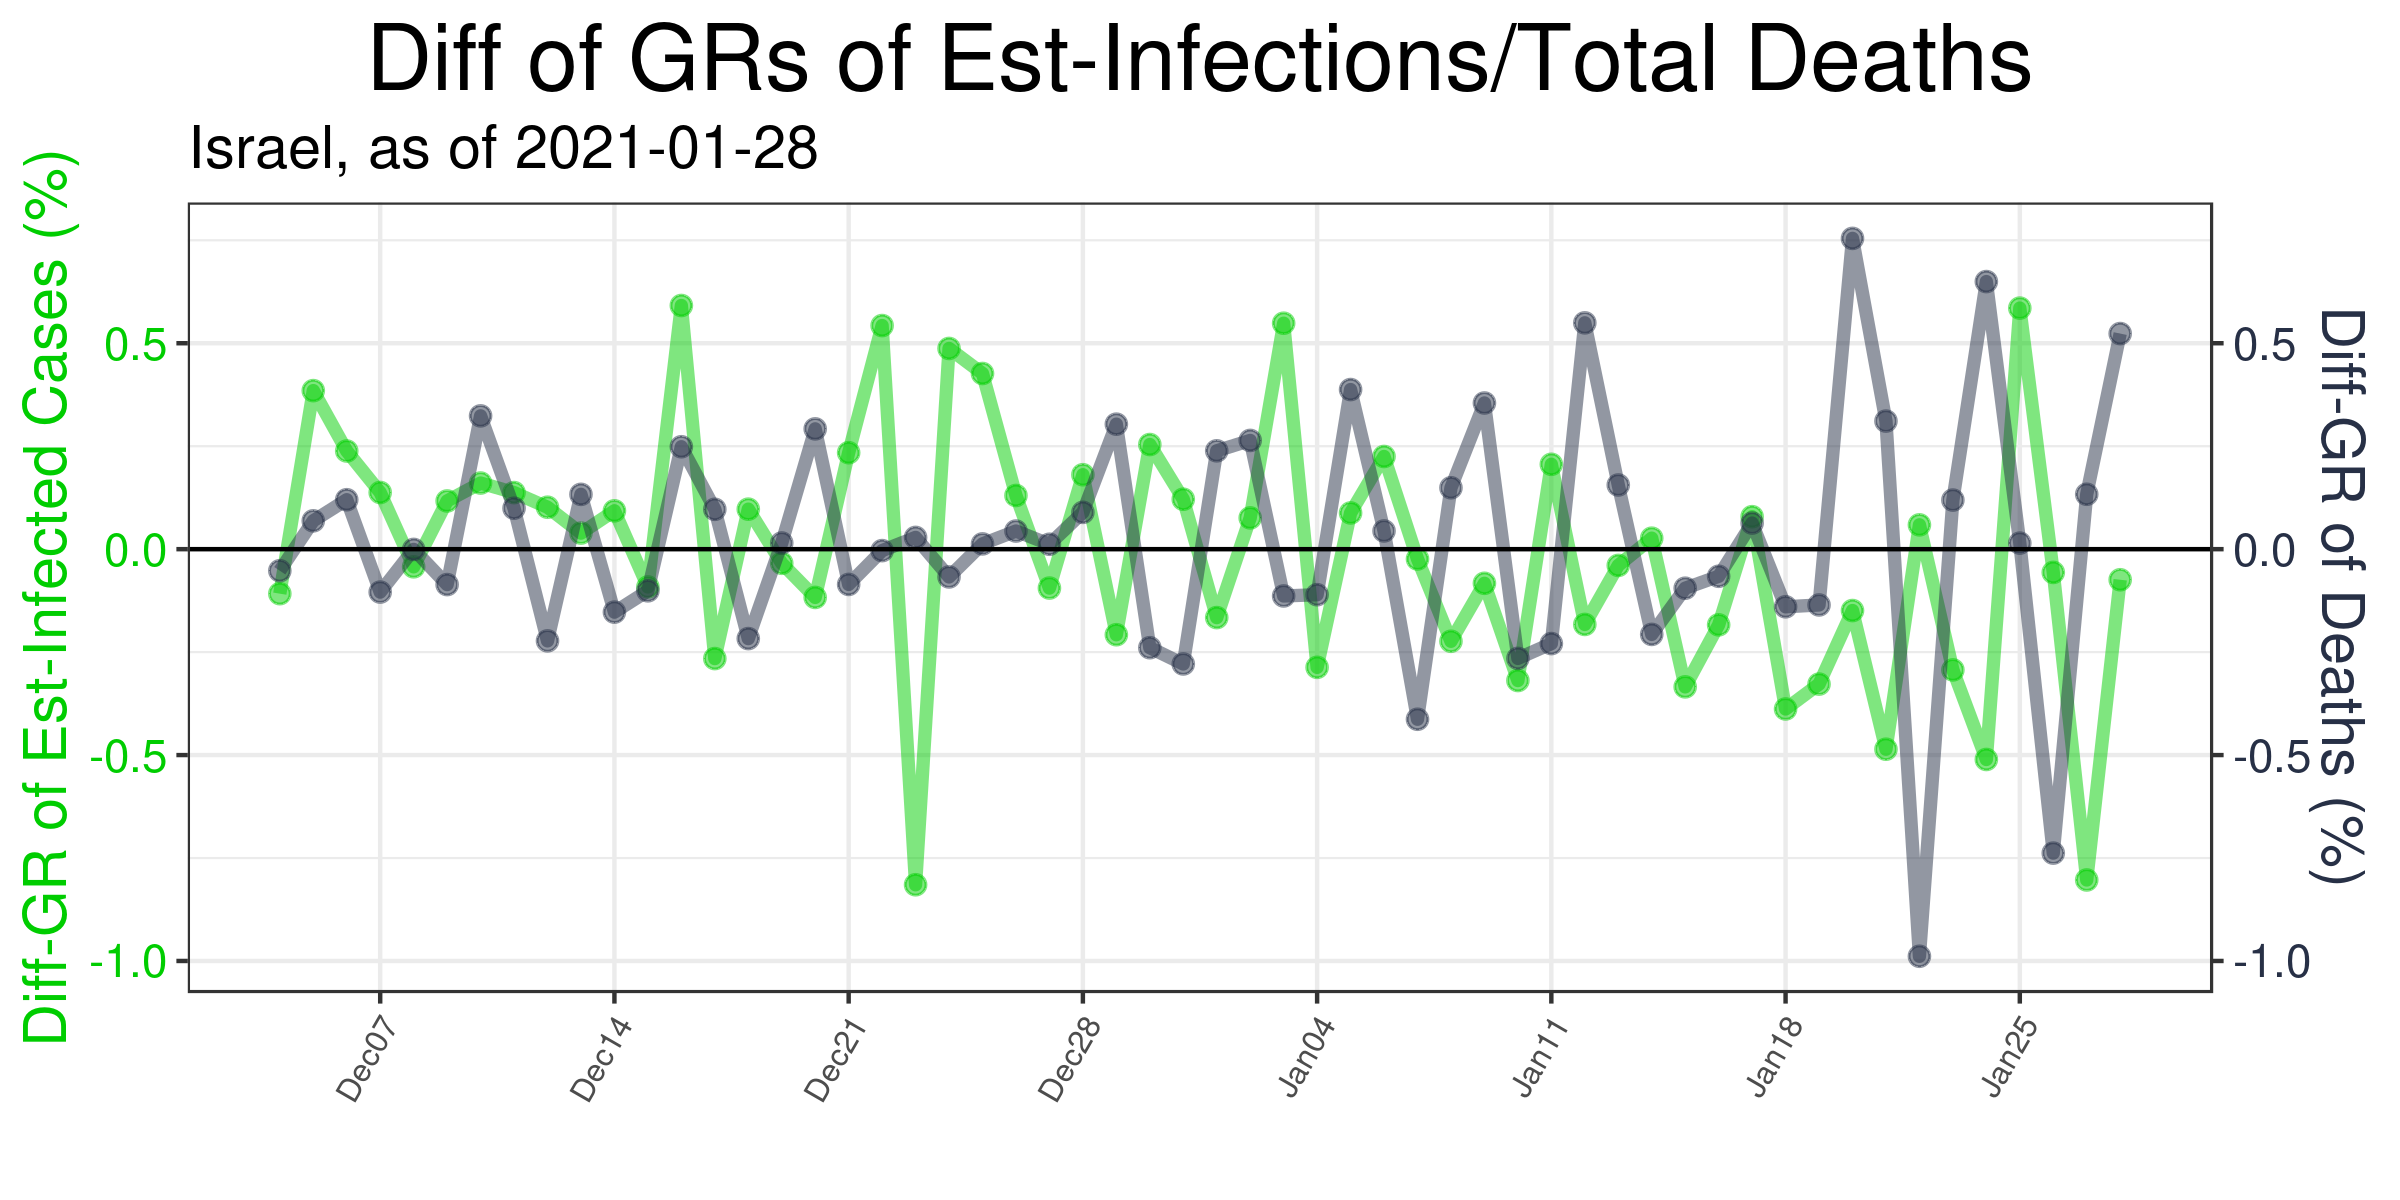 Diff of GRs of Est-Infections/Total Deaths
Israel, as of 2021-01-28
Diff-GR of Est-Infected Cases (%)
0.5
0.0
-0.5
-1.0
0.5
0.0
-0.5
-1.0
Diff-GR of Deaths (%)
Dec07
Dec14
Dec21
Dec28
Jan04
Jan11
Jan18
Jan25